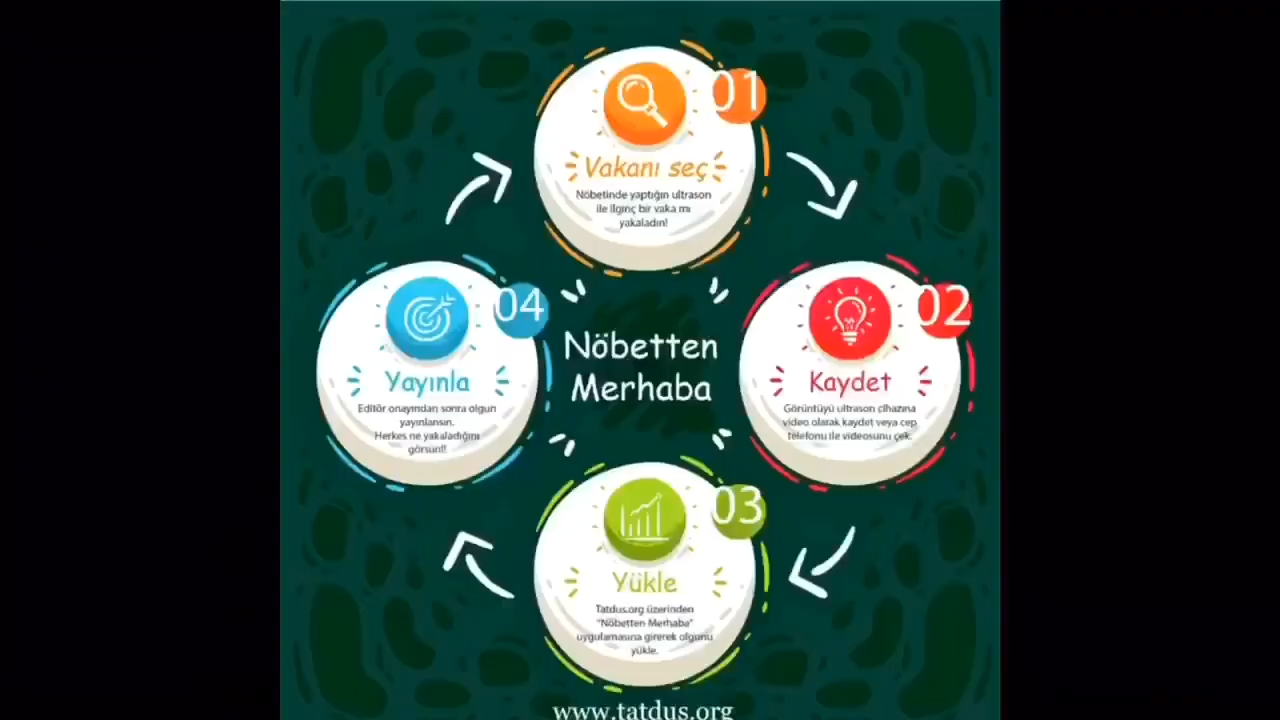 01
Vakanı seç
Nöbetinde yaptığın ultrason
ile ilginç bir vaka mı
yakaladın!
02
Kaydet
Görüntüyü ultrason cihazına
video olarak kaydet veya cep
telefonu ile videosunu çek.
03
Yükle
Tatdus.org üzerinden
"Nöbetten Merhaba"
uygulamasına girerek olgunu
yükle.
04
Yayınla
Editör onayından sonra olgun
yayınlansın.
Herkes ne yakaladığını
görsün!!
Nöbetten
Merhaba
www.tatdus.org